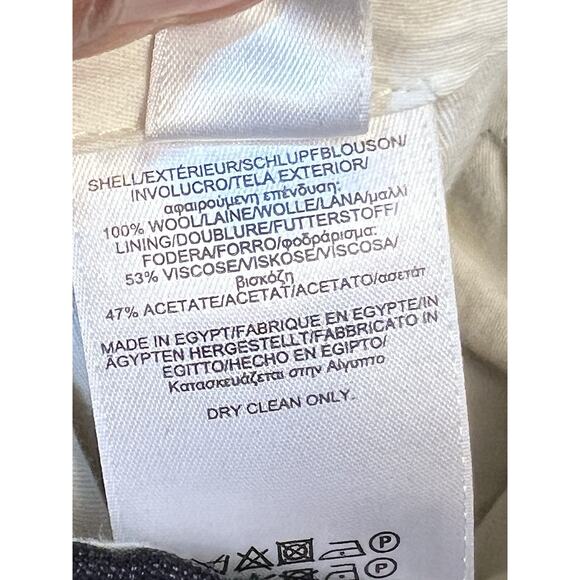 SHELL/EXTÉRIEUR/SCHLUPFBLOUSON/
INVOLUCRO/TELA EXTERIOR/
αφαιρούμενη επένδυση:
100% WOOL/LAINE/WOLLE/LANA/μαλλί
LINING/DOUBLURE/FUTTERSTOFF/
FODERA/FORRO/φοδράρισμα:
53% VISCOSE/VISKOSE/VISCOSA/
βισκόζη
47% ACETATE/ACETAT/ACETATO/ασετάτ
MADE IN EGYPT/FABRIQUE EN EGYPTE/IN
ÄGYPTEN HERGESTELLT/FABBRICATO IN
EGITTO/HECHO EN EGIPTO/
Κατασκευάζεται στην Αίγυπτο
DRY CLEAN ONLY.
P
P